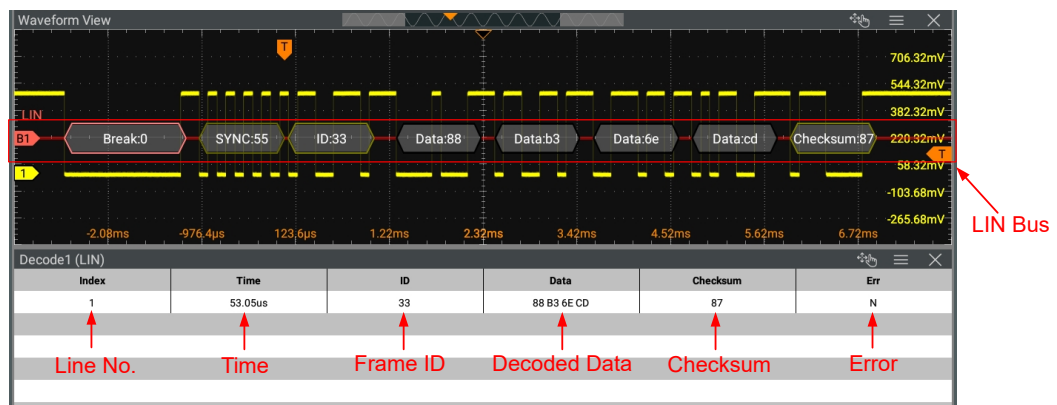 Waveform View
T
706.32mV
544.32mV
LIN
382.32mV
B1 Break:0 SYNC:55 ID:33 Data:88 Data:b3 Data:6e Data:cd Checksum:87 220.32mV
T
1
58.32mV
-103.68mV
-265.68mV
LIN Bus
-2.08ms -976.4µs 123.6µs 1.22ms 2.32ms 3.42ms 4.52ms 5.62ms 6.72ms
Decode1 (LIN)
Index Time ID Data Checksum Err
1 53.05us 33 88 B3 6E CD 87 N
Line No. Time Frame ID Decoded Data Checksum Error